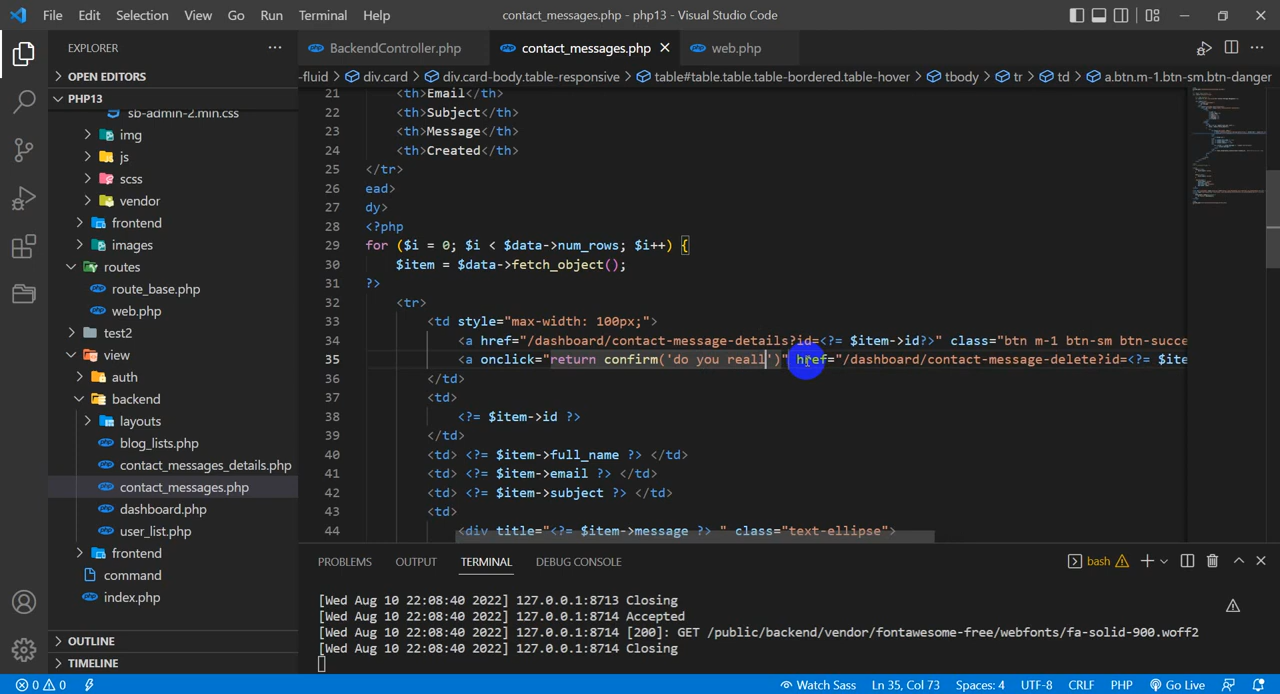 File Edit Selection View Go Run Terminal Help contact_messages.php - php13 - Visual Studio Code
EXPLORER ··· BackendController.php contact_messages.php web.php ···
OPEN EDITORS
-fluid > div.card > div.card-body.table-responsive > table#table.table.table-bordered.table-hover > tbody > tr > td > a.btn.m-1.btn-sm.btn-danger
PHP13
sb-admin-2.min.css
img
js
scss
vendor
frontend
images
routes
route_base.php
web.php
test2
view
auth
backend
layouts
blog_lists.php
contact_messages_details.php
contact_messages.php
dashboard.php
user_list.php
frontend
command
index.php
OUTLINE
TIMELINE
21 <th>Email</th>
22 <th>Subject</th>
23 <th>Message</th>
24 <th>Created</th>
25 </tr>
26 ead>
27 dy>
28 <?php
29 for ($i = 0; $i < $data->num_rows; $i++) {
30 $item = $data->fetch_object();
31 ?>
32 <tr>
33 <td style="max-width: 100px;">
34 <a href="/dashboard/contact-message-details?id=<?= $item->id?>" class="btn m-1 btn-sm btn-succe
35 <a onclick="return confirm('do you reall')" href="/dashboard/contact-message-delete?id=<?= $ite
36 </td>
37 <td>
38 <?= $item->id ?>
39 </td>
40 <td> <?= $item->full_name ?> </td>
41 <td> <?= $item->email ?> </td>
42 <td> <?= $item->subject ?> </td>
43 <td>
44 <div title="<?= $item->message ?> " class="text-ellipse">
PROBLEMS OUTPUT TERMINAL DEBUG CONSOLE bash
[Wed Aug 10 22:08:40 2022] 127.0.0.1:8713 Closing
[Wed Aug 10 22:08:40 2022] 127.0.0.1:8714 Accepted
[Wed Aug 10 22:08:40 2022] 127.0.0.1:8714 [200]: GET /public/backend/vendor/fontawesome-free/webfonts/fa-solid-900.woff2
[Wed Aug 10 22:08:40 2022] 127.0.0.1:8714 Closing
0 0 Watch Sass Ln 35, Col 73 Spaces: 4 UTF-8 CRLF PHP Go Live